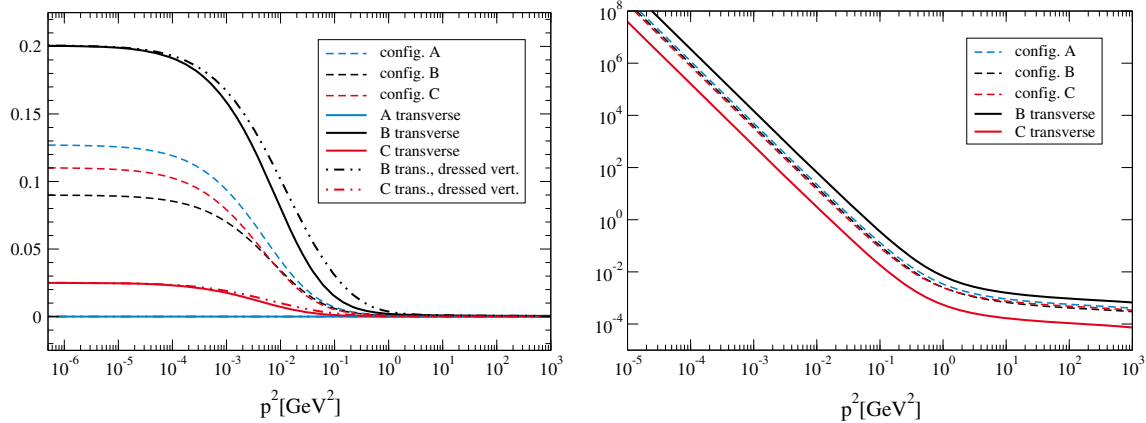 0.2
0.15
0.1
0.05
0
config. A
config. B
config. C
A transverse
B transverse
C transverse
B trans., dressed vert.
C trans., dressed vert.
10^-6 10^-5 10^-4 10^-3 10^-2 10^-1 10^0 10^1 10^2 10^3
p^2[GeV^2]
10^8
10^6
10^4
10^2
10^0
10^-2
10^-4
config. A
config. B
config. C
B transverse
C transverse
10^-5 10^-4 10^-3 10^-2 10^-1 10^0 10^1 10^2 10^3
p^2[GeV^2]